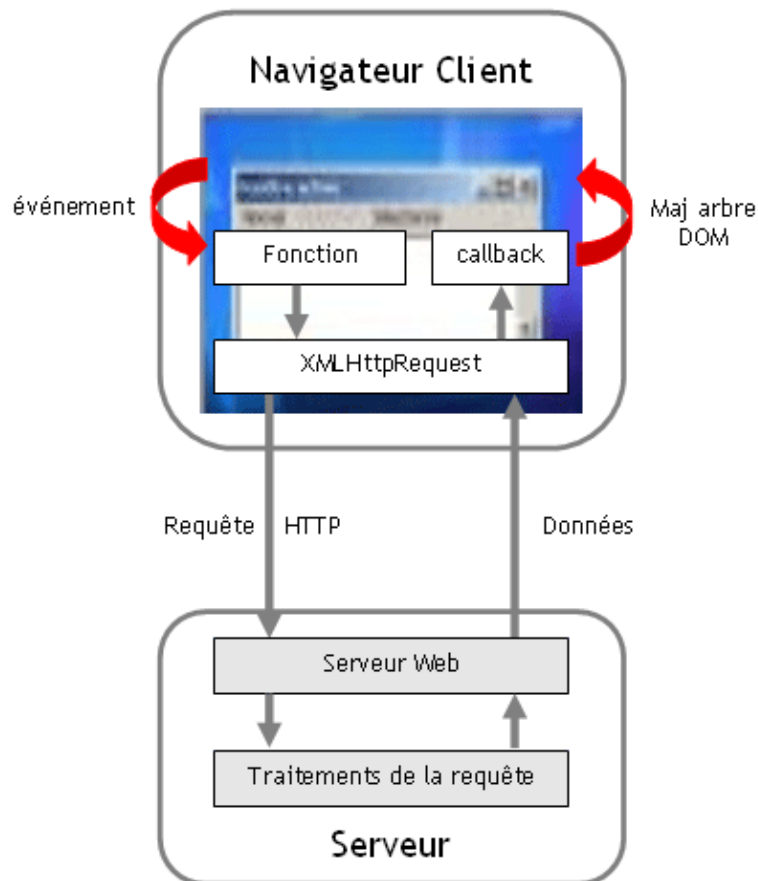 Navigateur Client
événement
Maj arbre
DOM
Fonction
callback
XMLHttpRequest
Requête HTTP
Données
Serveur Web
Traitements de la requête
Serveur